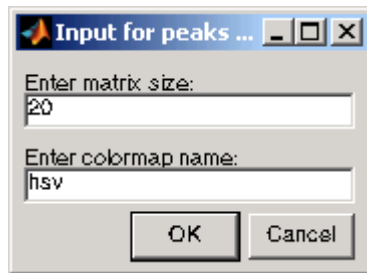 Input for peaks ...
Enter matrix size:
20
Enter colormap name:
hsv
OK Cancel